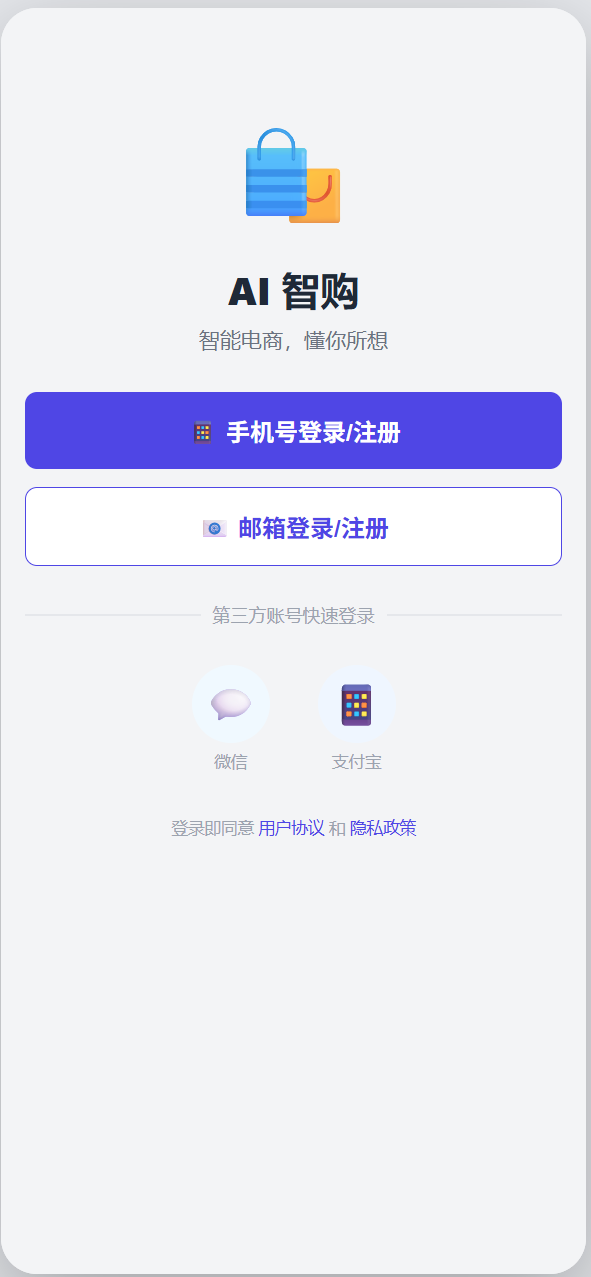 AI 智购
智能电商，懂你所想
手机号登录/注册
邮箱登录/注册
第三方账号快速登录
微信
支付宝
登录即同意 用户协议 和 隐私政策